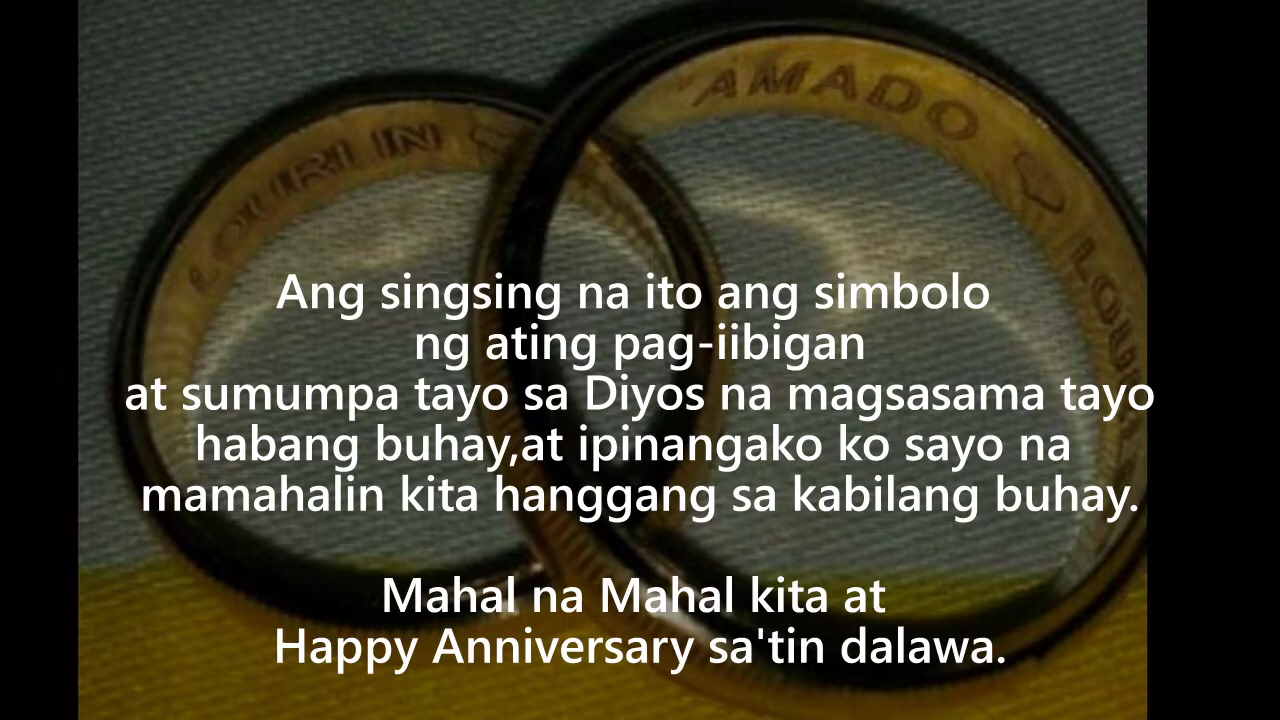 LOURLIN
AMADO
Ang singsing na ito ang simbolo
ng ating pag-iibigan
at sumumpa tayo sa Diyos na magsasama tayo
habang buhay,at ipinangako ko sayo na
mamahalin kita hanggang sa kabilang buhay.
Mahal na Mahal kita at
Happy Anniversary sa'tin dalawa.